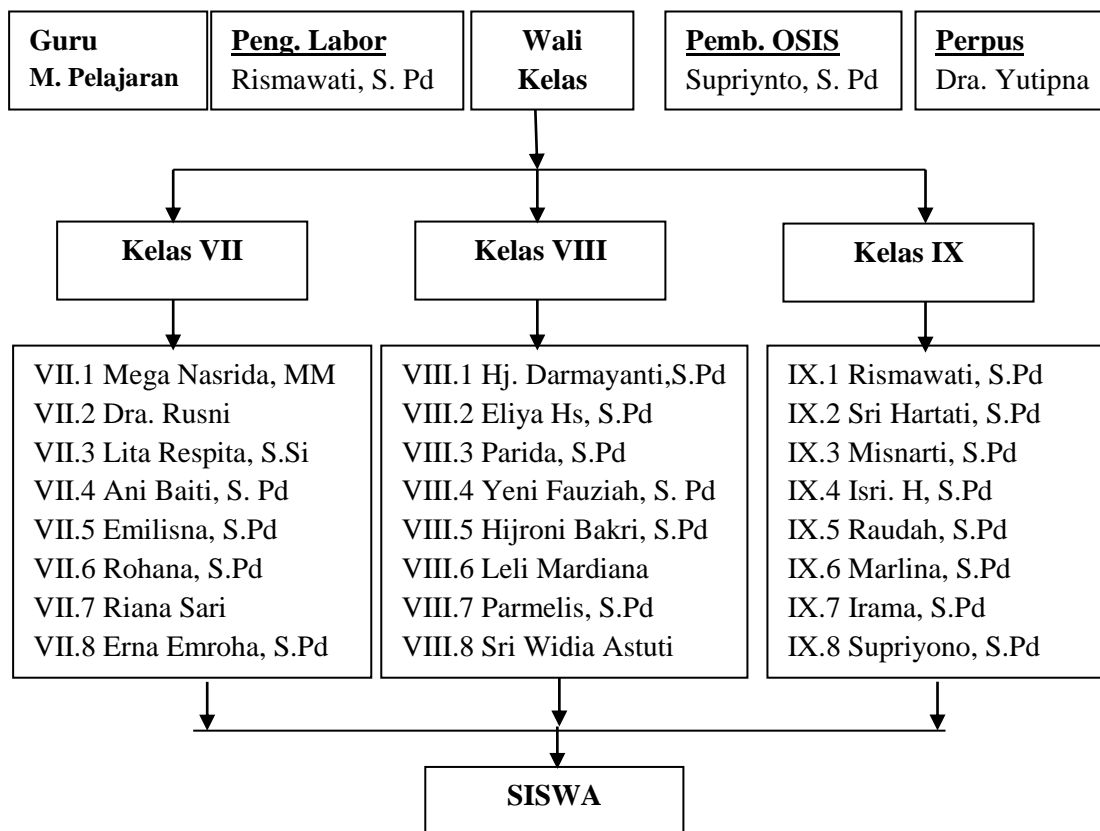 Guru
M. Pelajaran
Peng. Labor
Rismawati, S. Pd
Wali
Kelas
Pemb. OSIS
Supriynto, S. Pd
Perpus
Dra. Yutipna
Kelas VII
Kelas VIII
Kelas IX
VII.1 Mega Nasrida, MM
VII.2 Dra. Rusni
VII.3 Lita Respita, S.Si
VII.4 Ani Baiti, S. Pd
VII.5 Emilisna, S.Pd
VII.6 Rohana, S.Pd
VII.7 Riana Sari
VII.8 Erna Emroha, S.Pd
VIII.1 Hj. Darmayanti,S.Pd
VIII.2 Eliya Hs, S.Pd
VIII.3 Parida, S.Pd
VIII.4 Yeni Fauziah, S. Pd
VIII.5 Hijroni Bakri, S.Pd
VIII.6 Leli Mardiana
VIII.7 Parmelis, S.Pd
VIII.8 Sri Widia Astuti
IX.1 Rismawati, S.Pd
IX.2 Sri Hartati, S.Pd
IX.3 Misnarti, S.Pd
IX.4 Isri. H, S.Pd
IX.5 Raudah, S.Pd
IX.6 Marlina, S.Pd
IX.7 Irama, S.Pd
IX.8 Supriyono, S.Pd
SISWA